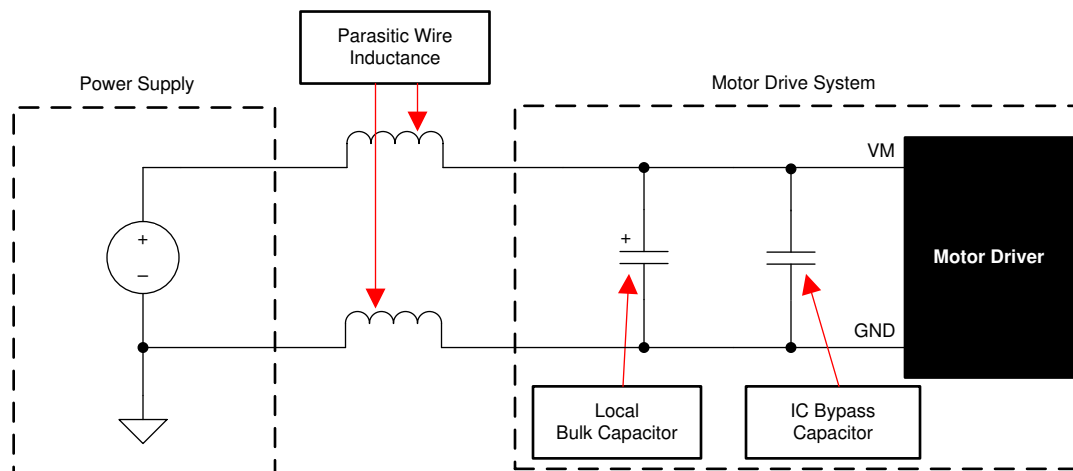 Parasitic Wire
Inductance
Power Supply
Motor Drive System
VM
+
–
+
Motor Driver
GND
Local
Bulk Capacitor
IC Bypass
Capacitor